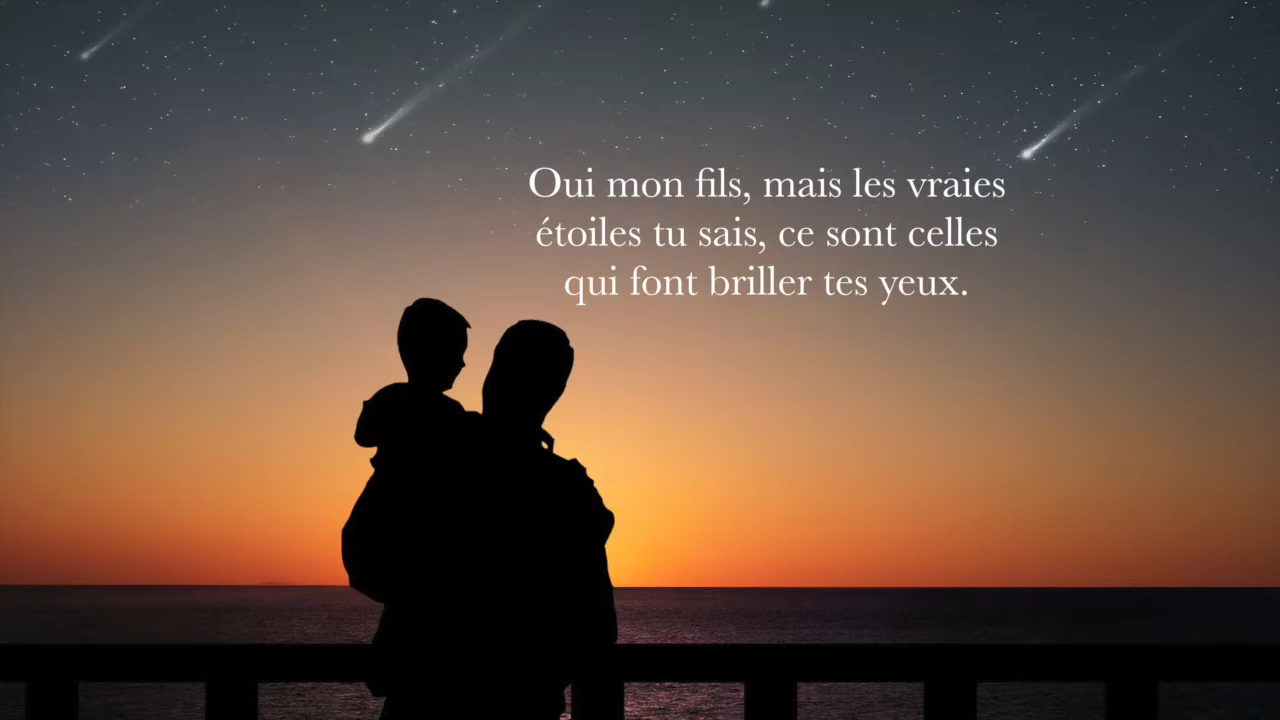 Oui mon fils, mais les vraies
étoiles tu sais, ce sont celles
qui font briller tes yeux.